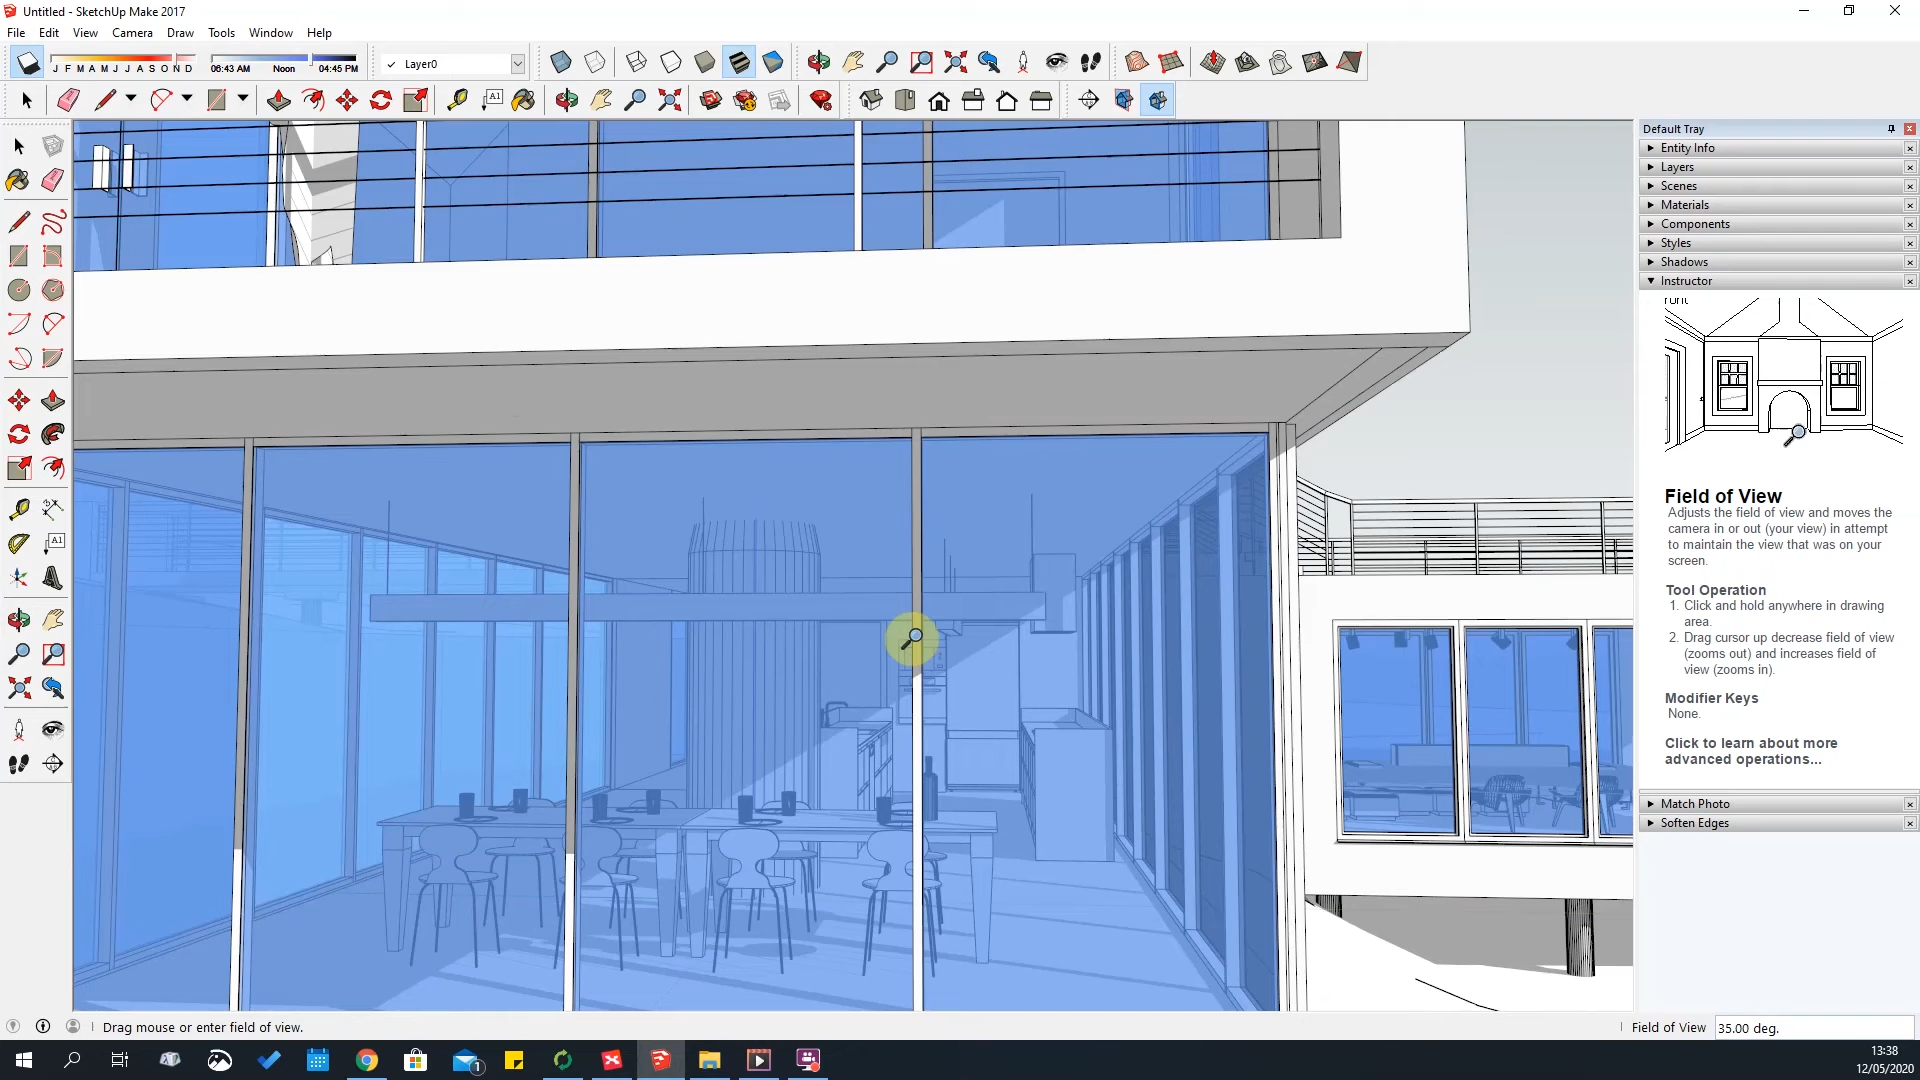 Untitled - SketchUp Make 2017
File Edit View Camera Draw Tools Window Help
J F M A M J J A S O N D 06:43 AM Noon 04:45 PM ✓ Layer0
A1
Default Tray
Entity Info
Layers
Scenes
Materials
Components
Styles
Shadows
Instructor
Field of View
Adjusts the field of view and moves the
camera in or out (your view) in attempt
to maintain the view that was on your
screen.
Tool Operation
1. Click and hold anywhere in drawing
area.
2. Drag cursor up decrease field of view
(zooms out) and increases field of
view (zooms in).
Modifier Keys
None.
Click to learn about more
advanced operations...
Match Photo
Soften Edges
A1
Drag mouse or enter field of view.
Field of View 35.00 deg.
1
13:38
12/05/2020